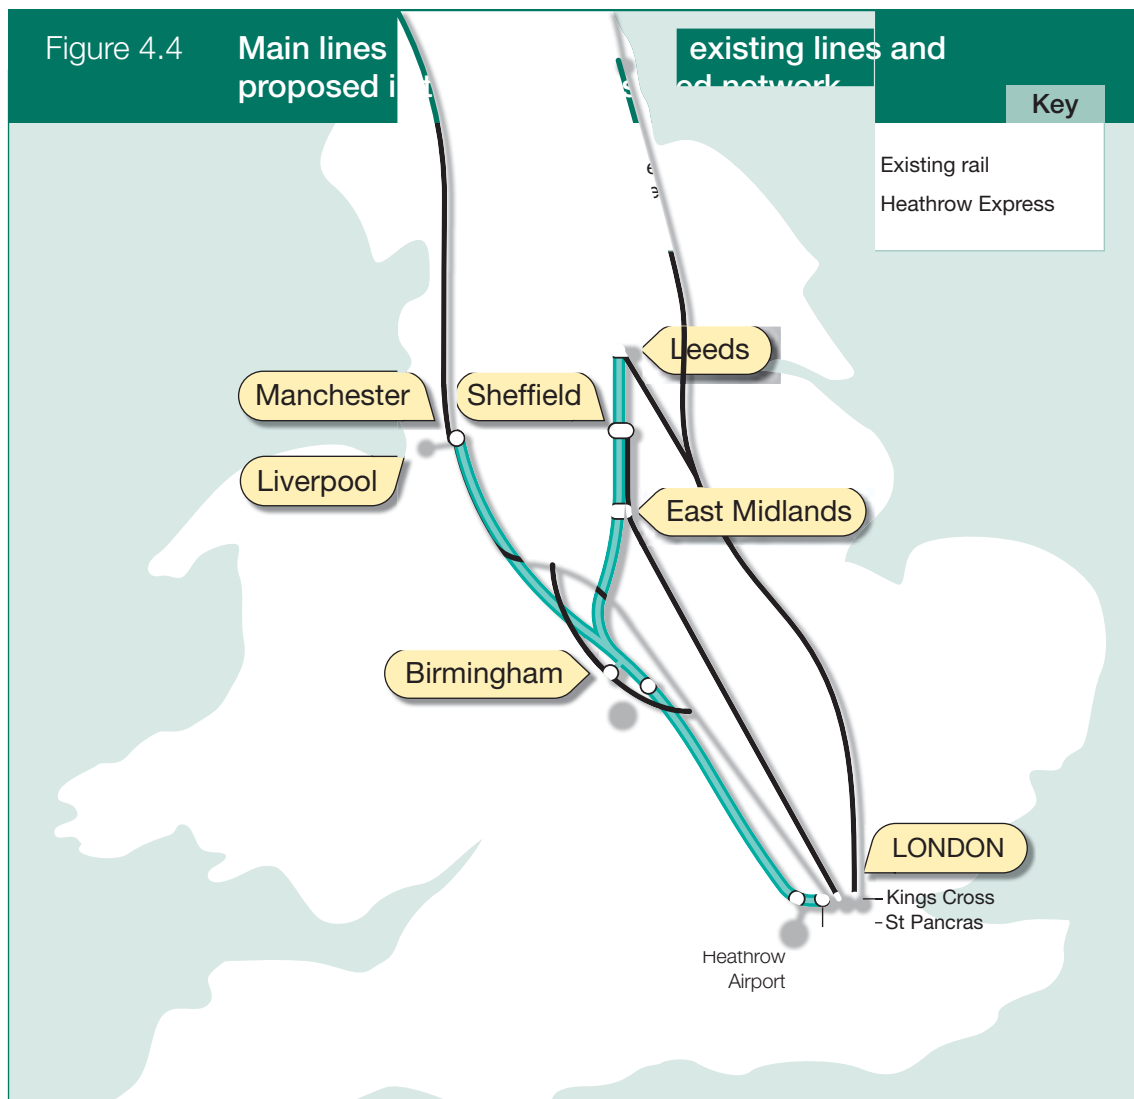 Figure 4.4
Main lines existing lines and
proposed network
Key
Existing rail
Heathrow Express
Leeds
Manchester
Sheffield
Liverpool
East Midlands
Birmingham
LONDON
Kings Cross
St Pancras
Heathrow
Airport